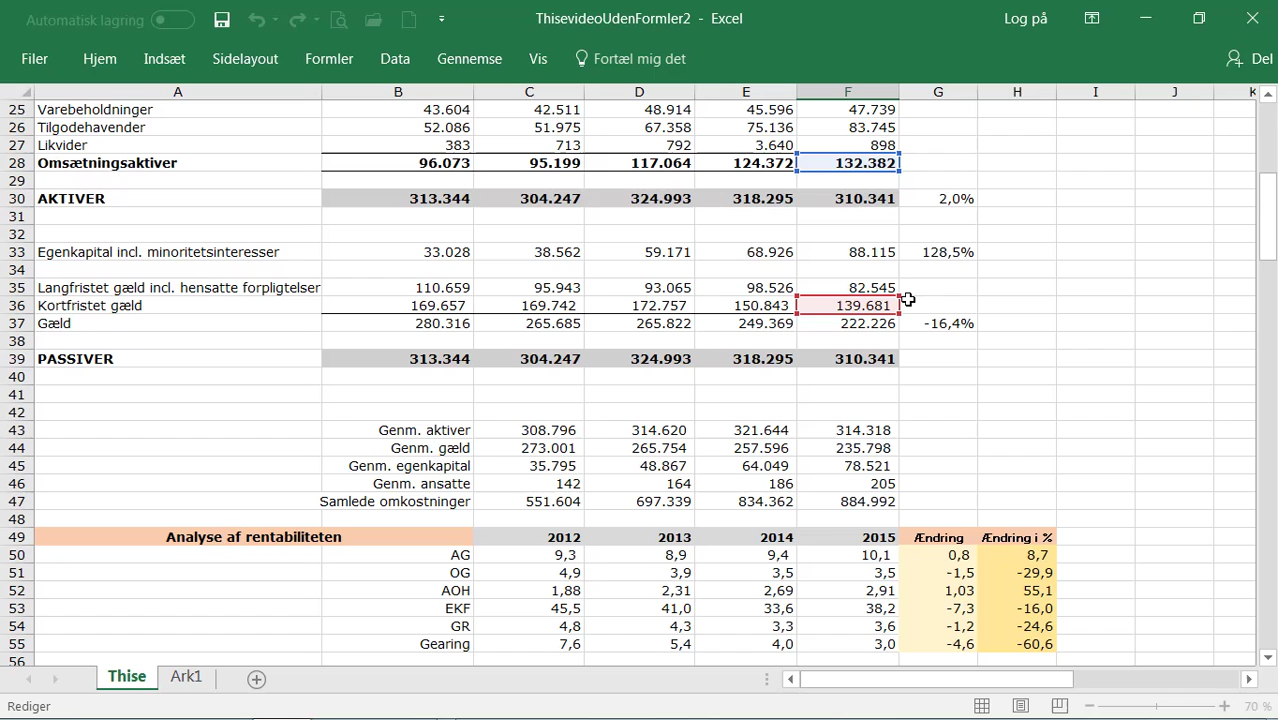 Automatisk lagring
ThisevideoUdenFormler2 - Excel
Log på
Filer Hjem Indsæt Sidelayout Formler Data Gennemse Vis Fortæl mig det Del
A B C D E F G H I J K
25 Varebeholdninger 43.604 42.511 48.914 45.596 47.739
26 Tilgodehavender 52.086 51.975 67.358 75.136 83.745
27 Likvider 383 713 792 3.640 898
28 Omsætningsaktiver 96.073 95.199 117.064 124.372 132.382
29
30 AKTIVER 313.344 304.247 324.993 318.295 310.341 2,0%
31
32
33 Egenkapital incl. minoritetsinteresser 33.028 38.562 59.171 68.926 88.115 128,5%
34
35 Langfristet gæld incl. hensatte forpligtelser 110.659 95.943 93.065 98.526 82.545
36 Kortfristet gæld 169.657 169.742 172.757 150.843 139.681
37 Gæld 280.316 265.685 265.822 249.369 222.226 -16,4%
38
39 PASSIVER 313.344 304.247 324.993 318.295 310.341
40
41
42
43 Genm. aktiver 308.796 314.620 321.644 314.318
44 Genm. gæld 273.001 265.754 257.596 235.798
45 Genm. egenkapital 35.795 48.867 64.049 78.521
46 Genm. ansatte 142 164 186 205
47 Samlede omkostninger 551.604 697.339 834.362 884.992
48
49 Analyse af rentabiliteten 2012 2013 2014 2015 Ændring Ændring i %
50 AG 9,3 8,9 9,4 10,1 0,8 8,7
51 OG 4,9 3,9 3,5 3,5 -1,5 -29,9
52 AOH 1,88 2,31 2,69 2,91 1,03 55,1
53 EKF 45,5 41,0 33,6 38,2 -7,3 -16,0
54 GR 4,8 4,3 3,3 3,6 -1,2 -24,6
55 Gearing 7,6 5,4 4,0 3,0 -4,6 -60,6
56
Thise Ark1
Rediger 70 %